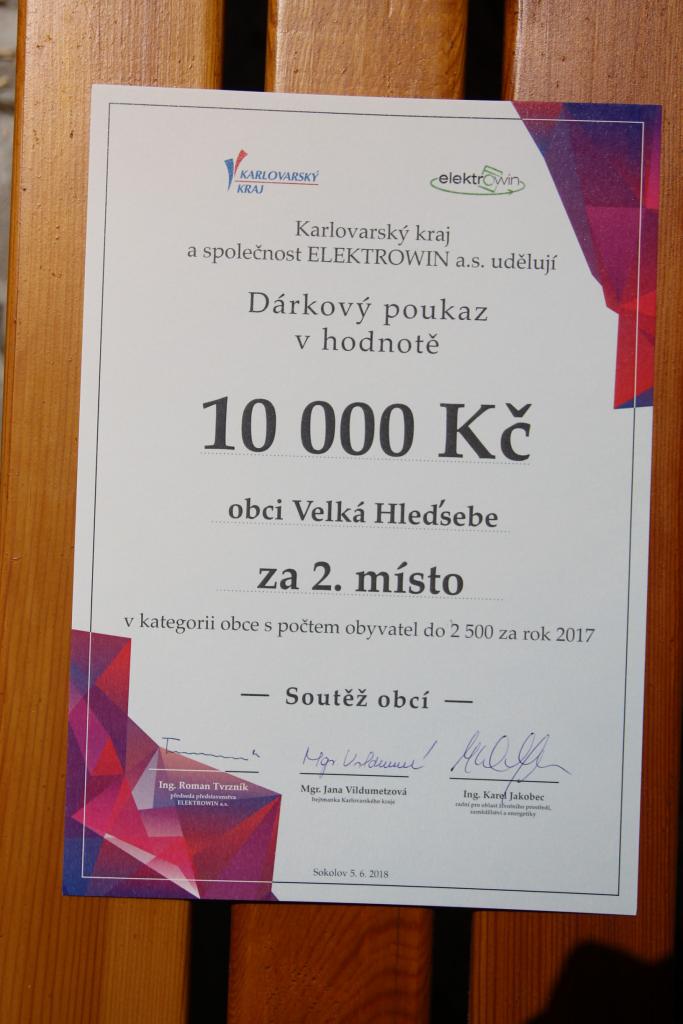 KARLOVARSKÝ
KRAJ
elektrowin
Karlovarský kraj
a společnost ELEKTROWIN a.s. udělují
Dárkový poukaz
v hodnotě
10 000 Kč
obci Velká Hleďsebe
za 2. místo
v kategorii obce s počtem obyvatel do 2 500 za rok 2017
— Soutěž obcí —
Ing. Roman Tvrzník
předseda představenstva
ELEKTROWIN a.s.
Mgr. Jana Vildumetzová
hejtmanka Karlovarského kraje
Ing. Karel Jakobec
radní pro oblast životního prostředí,
zemědělství a energetiky
Sokolov 5. 6. 2018